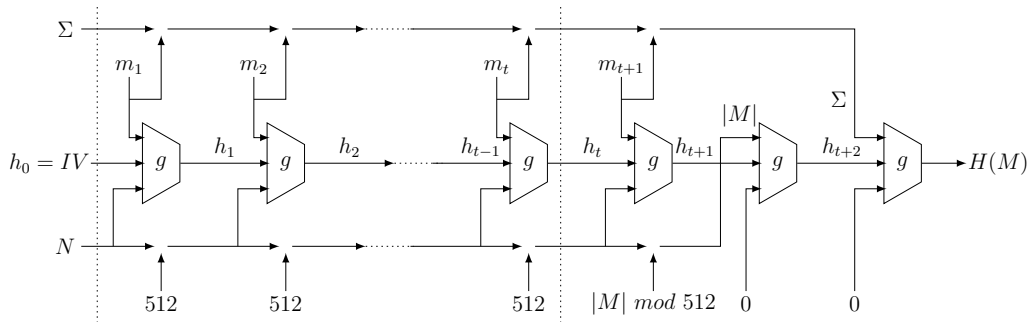 Σ
m₁ m₂ mₜ mₜ₊₁
|M| Σ
h₀ = IV g h₁ g h₂ hₜ₋₁ g hₜ g hₜ₊₁ g hₜ₊₂ g H(M)
N
512 512 512 |M| mod 512 0 0